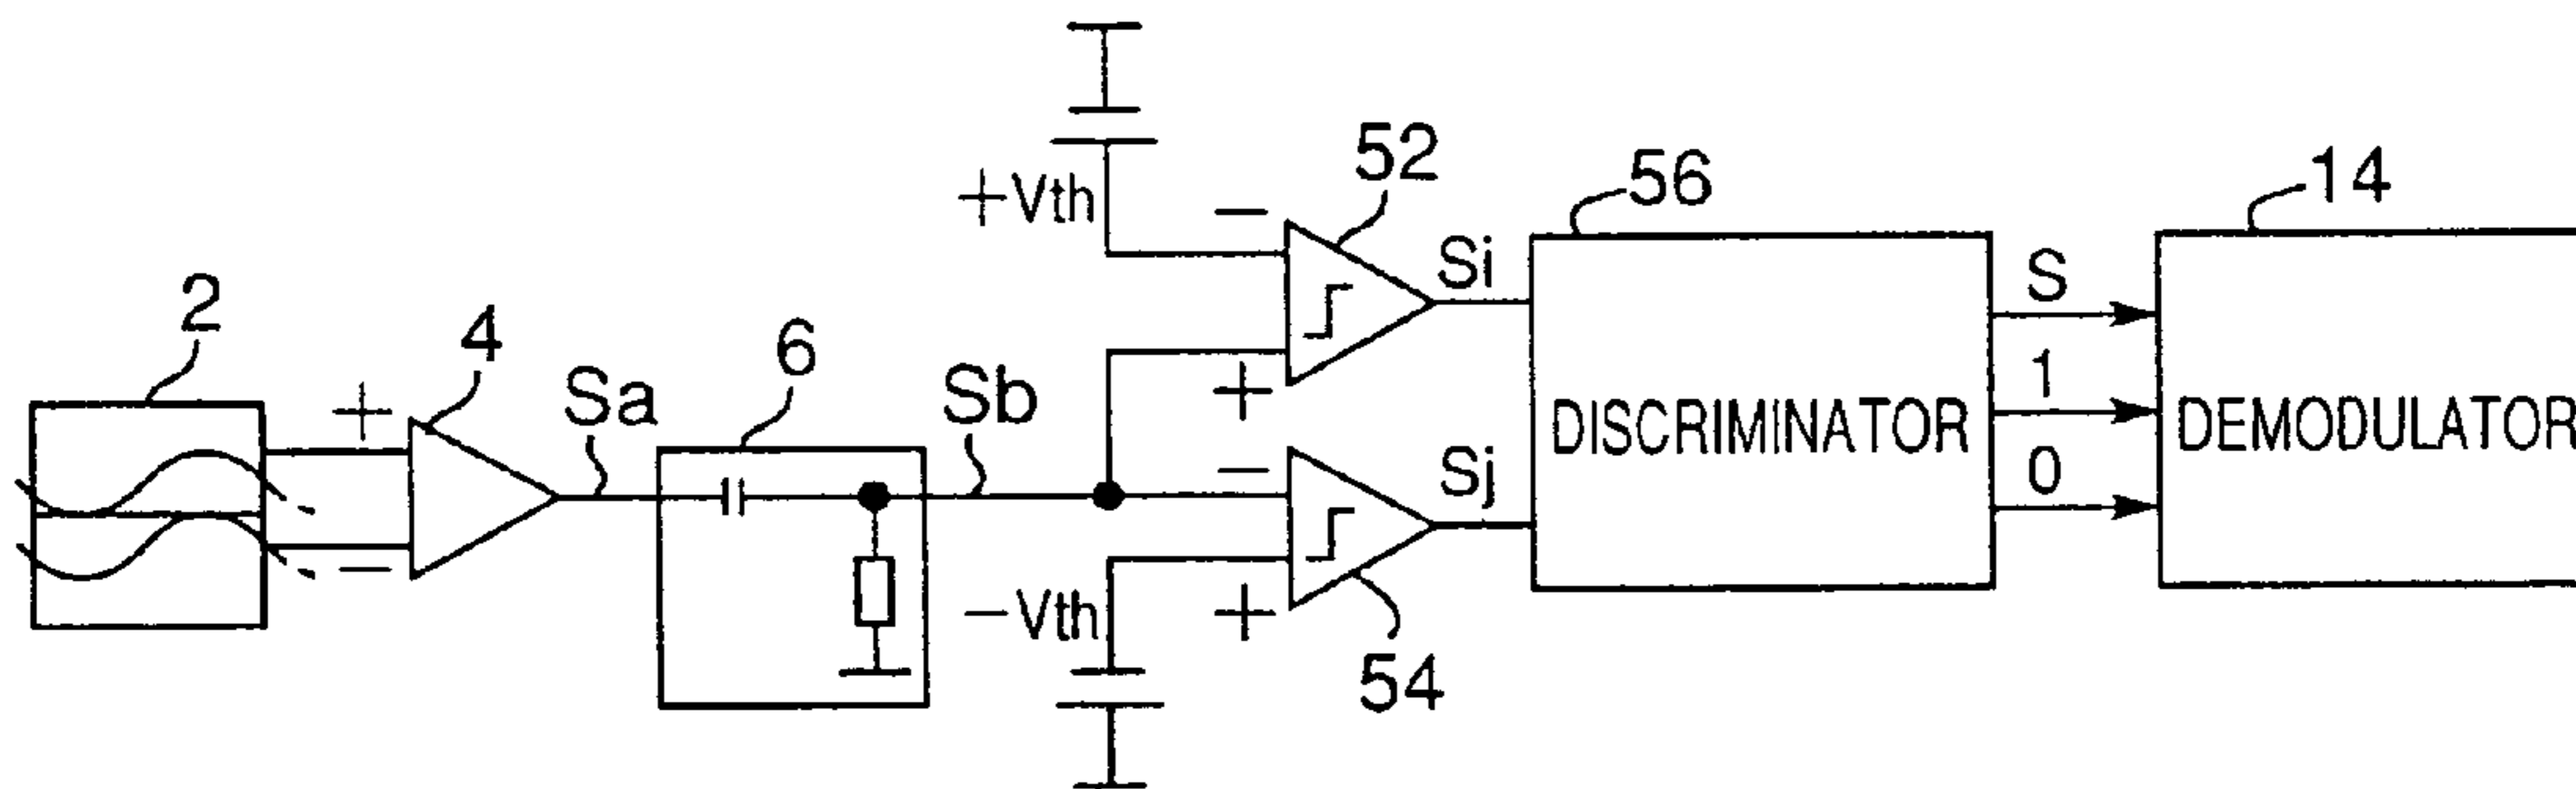 2
+
4
−
Sa
6
Sb
+Vth
−
52
+
Si
−
−Vth
+
54
Sj
56
DISCRIMINATOR
S
1
0
14
DEMODULATOR